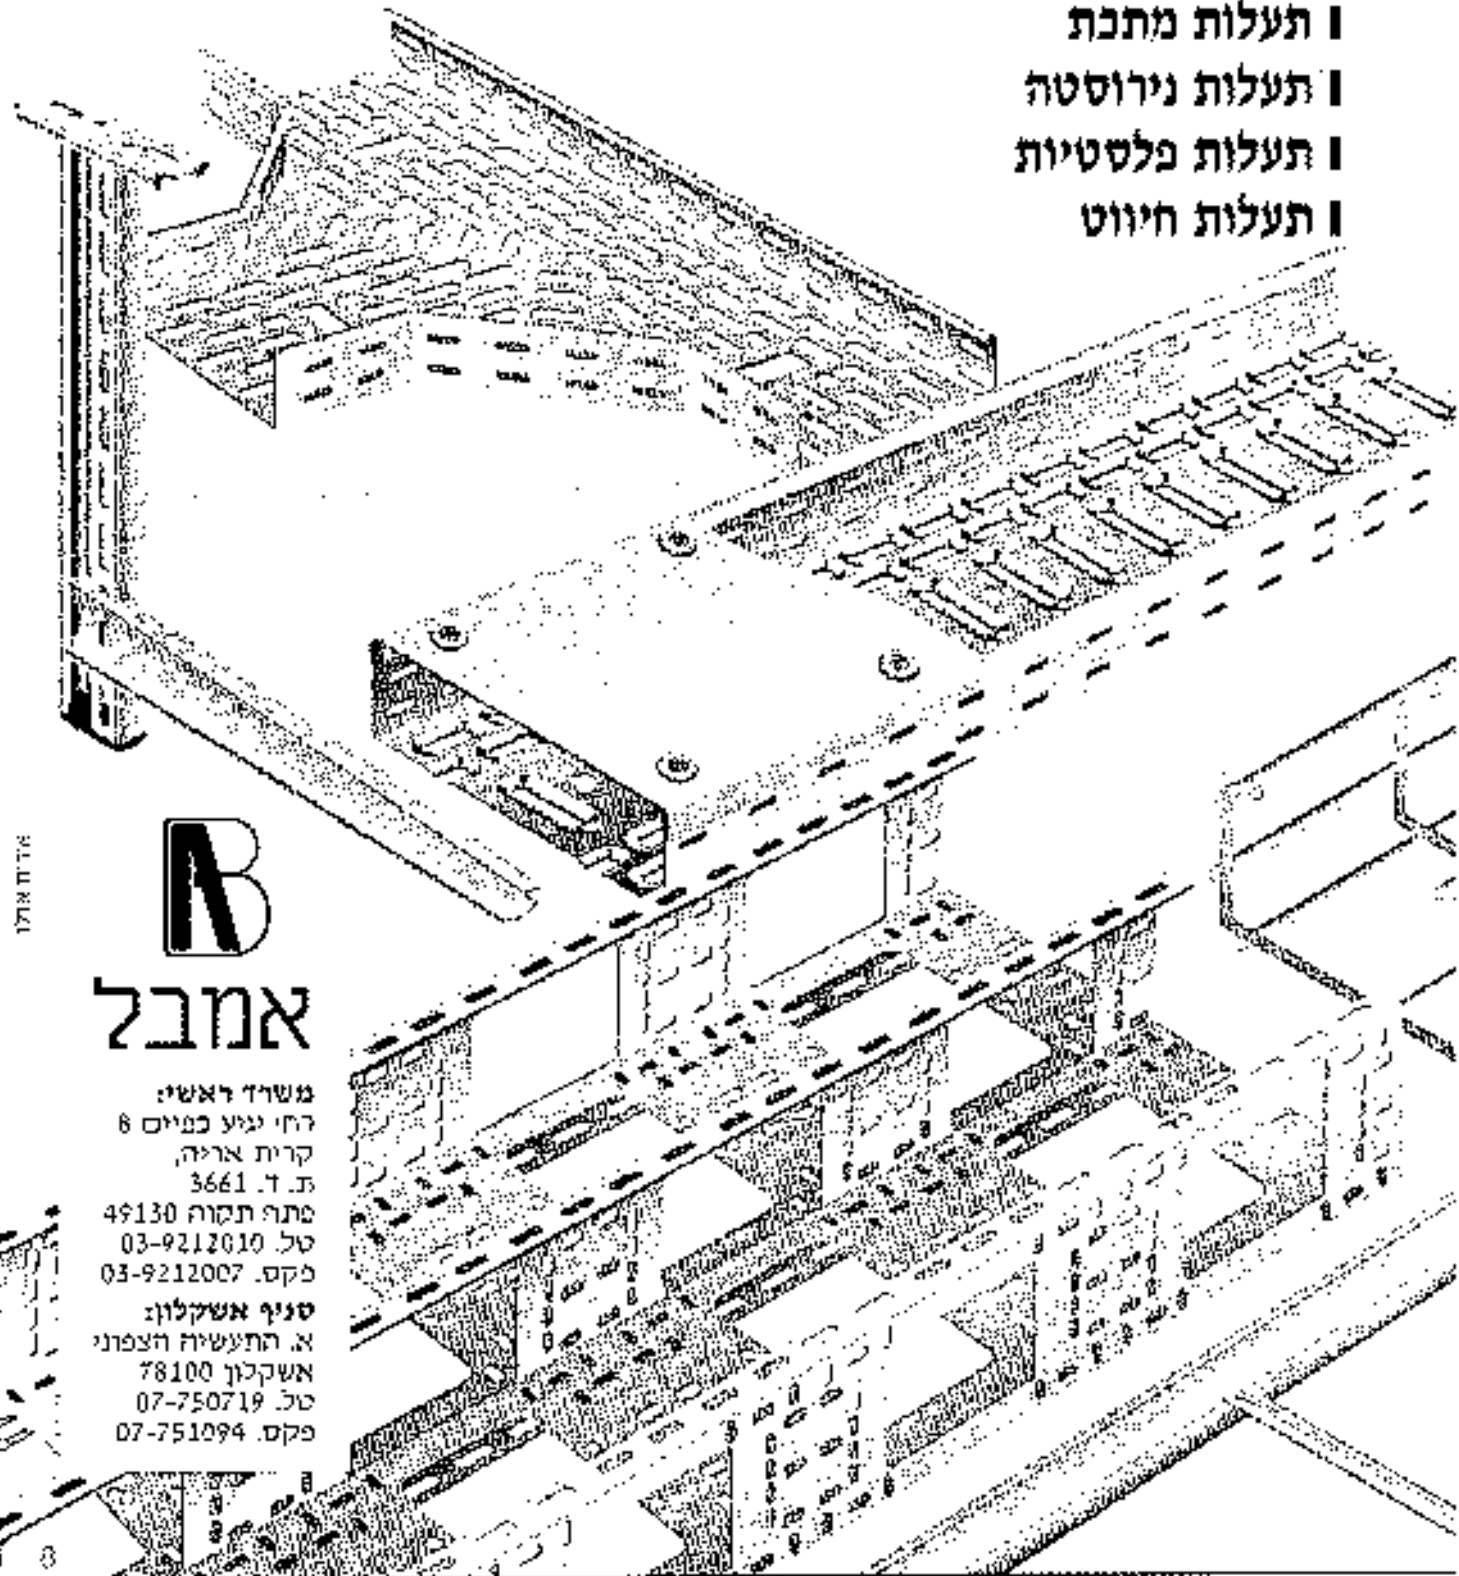 תעלות מתכת
תעלות נירוסטה
תעלות פלסטיות
תעלות חיווט
אמבל
משרד ראשי:
רח' גיע כפיים 8
קרית אריה,
ת. ד. 3661
פתח תקוה 49130
טל. 03-9212010
פקס. 03-9212007
סניף אשקלון:
א. התעשיה הצפוני
אשקלון 78100
טל. 07-750719
פקס. 07-751094